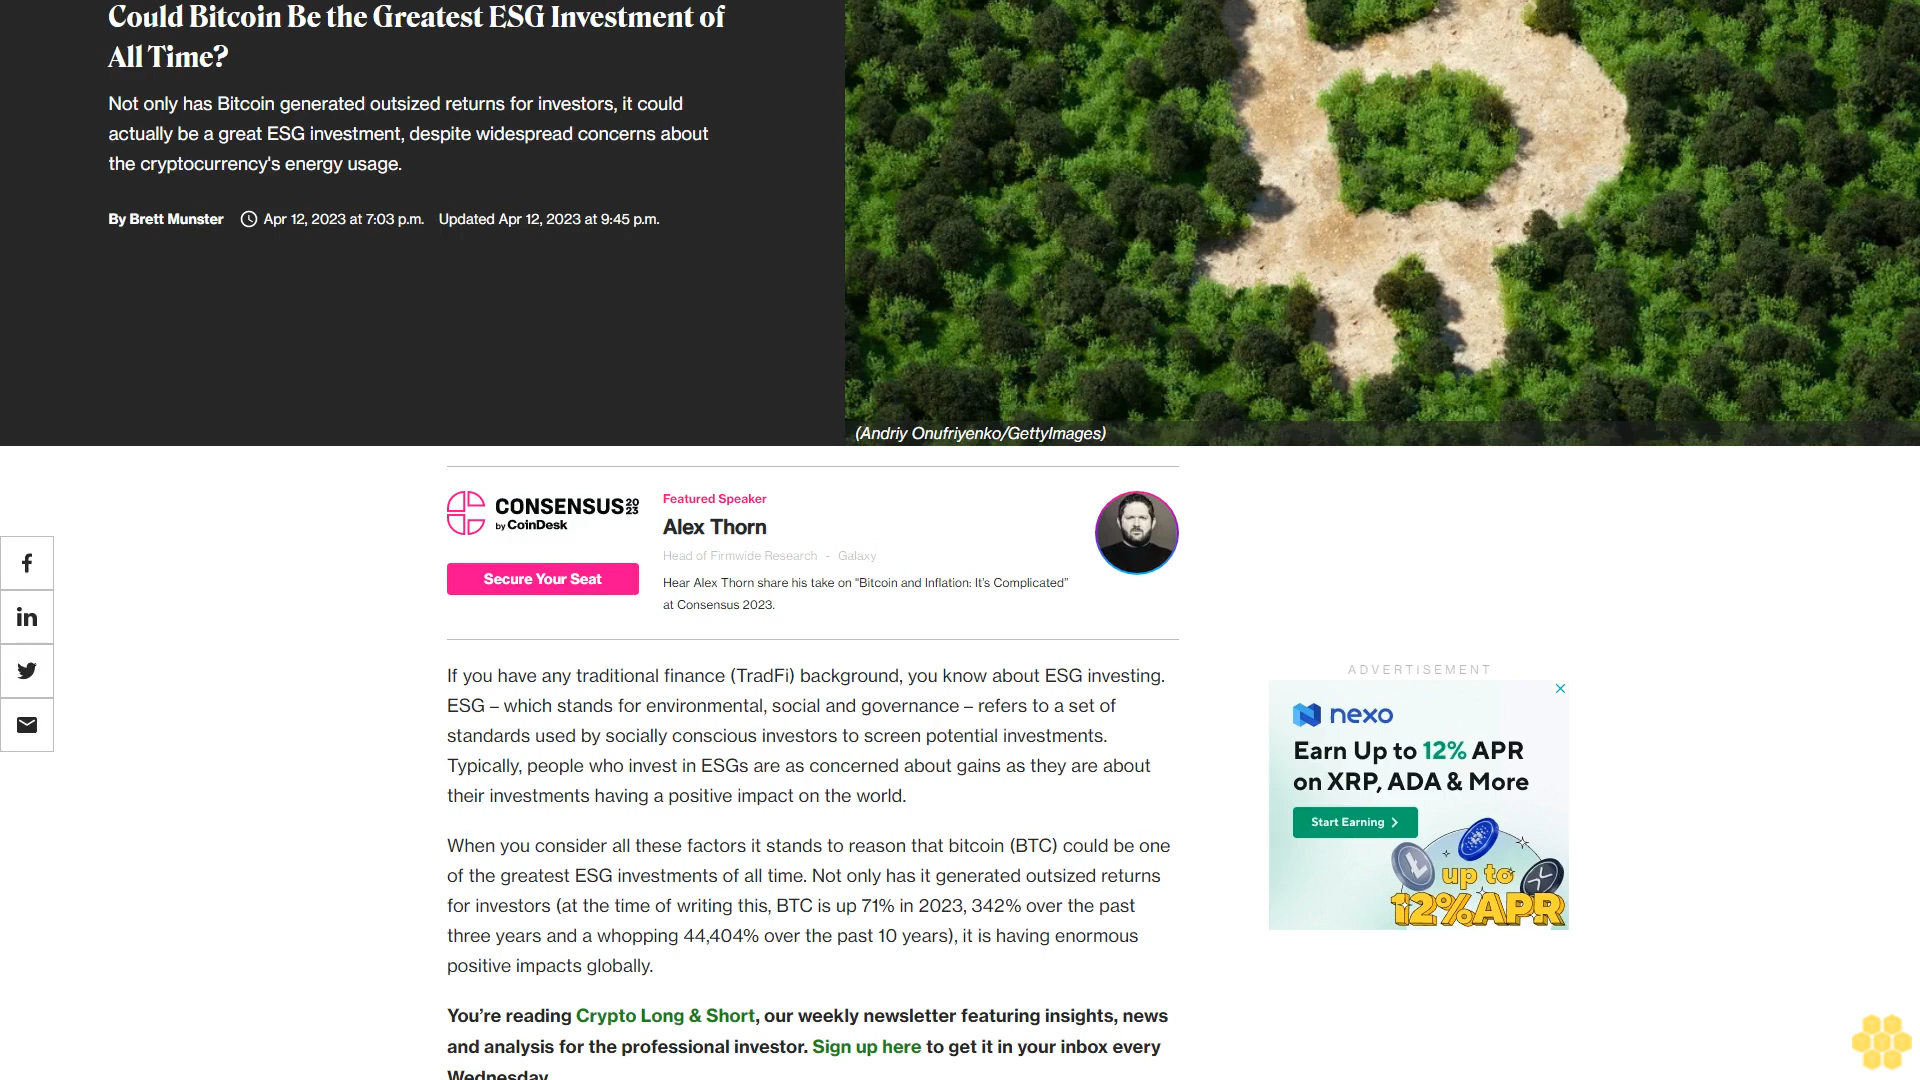 Could Bitcoin Be the Greatest ESG Investment of
All Time?
Not only has Bitcoin generated outsized returns for investors, it could
actually be a great ESG investment, despite widespread concerns about
the cryptocurrency's energy usage.
By Brett Munster Apr 12, 2023 at 7:03 p.m. Updated Apr 12, 2023 at 9:45 p.m.
(Andriy Onufriyenko/GettyImages)
CONSENSUS 2023
by CoinDesk
Secure Your Seat
Featured Speaker
Alex Thorn
Head of Firmwide Research - Galaxy
Hear Alex Thorn share his take on “Bitcoin and Inflation: It’s Complicated”
at Consensus 2023.
If you have any traditional finance (TradFi) background, you know about ESG investing.
ESG – which stands for environmental, social and governance – refers to a set of
standards used by socially conscious investors to screen potential investments.
Typically, people who invest in ESGs are as concerned about gains as they are about
their investments having a positive impact on the world.
When you consider all these factors it stands to reason that bitcoin (BTC) could be one
of the greatest ESG investments of all time. Not only has it generated outsized returns
for investors (at the time of writing this, BTC is up 71% in 2023, 342% over the past
three years and a whopping 44,404% over the past 10 years), it is having enormous
positive impacts globally.
You’re reading Crypto Long & Short, our weekly newsletter featuring insights, news
and analysis for the professional investor. Sign up here to get it in your inbox every
Wednesday.
ADVERTISEMENT
nexo
Earn Up to 12% APR
on XRP, ADA & More
Start Earning
up to
12% APR